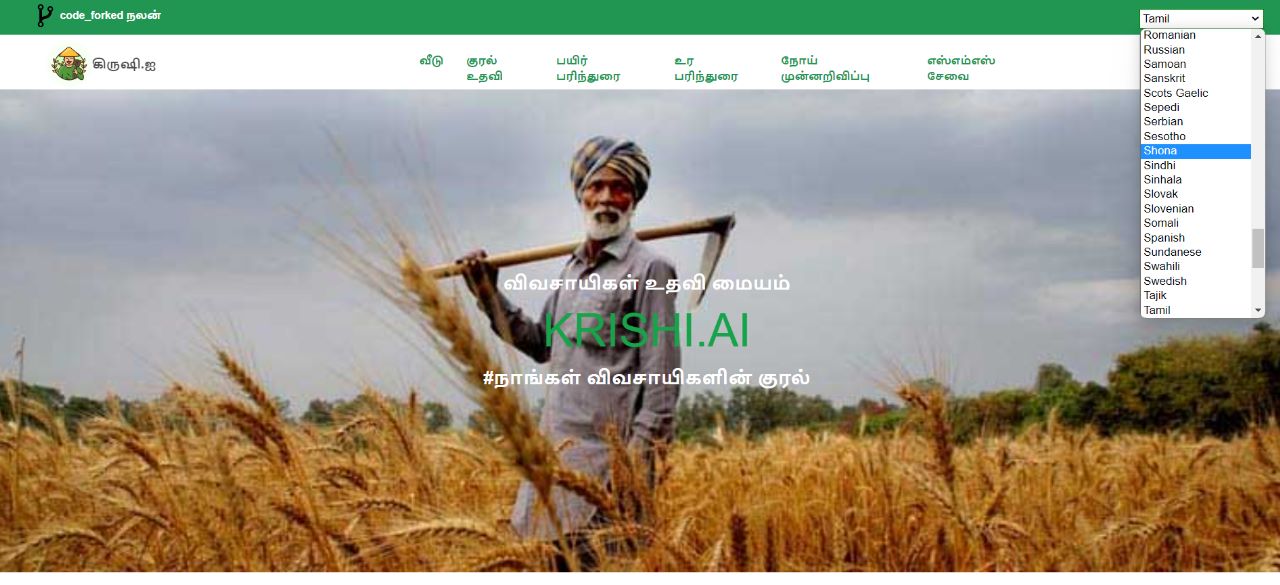 code_forked நலன்
Tamil
கிருஷி.ஐ
வீடு
குரல்
உதவி
பயிர்
பரிந்துரை
உர
பரிந்துரை
நோய்
முன்னறிவிப்பு
எஸ்எம்எஸ்
சேவை
Romanian
Russian
Samoan
Sanskrit
Scots Gaelic
Sepedi
Serbian
Sesotho
Shona
Sindhi
Sinhala
Slovak
Slovenian
Somali
Spanish
Sundanese
Swahili
Swedish
Tajik
Tamil
விவசாயிகள் உதவி மையம்
KRISHI.AI
#நாங்கள் விவசாயிகளின் குரல்